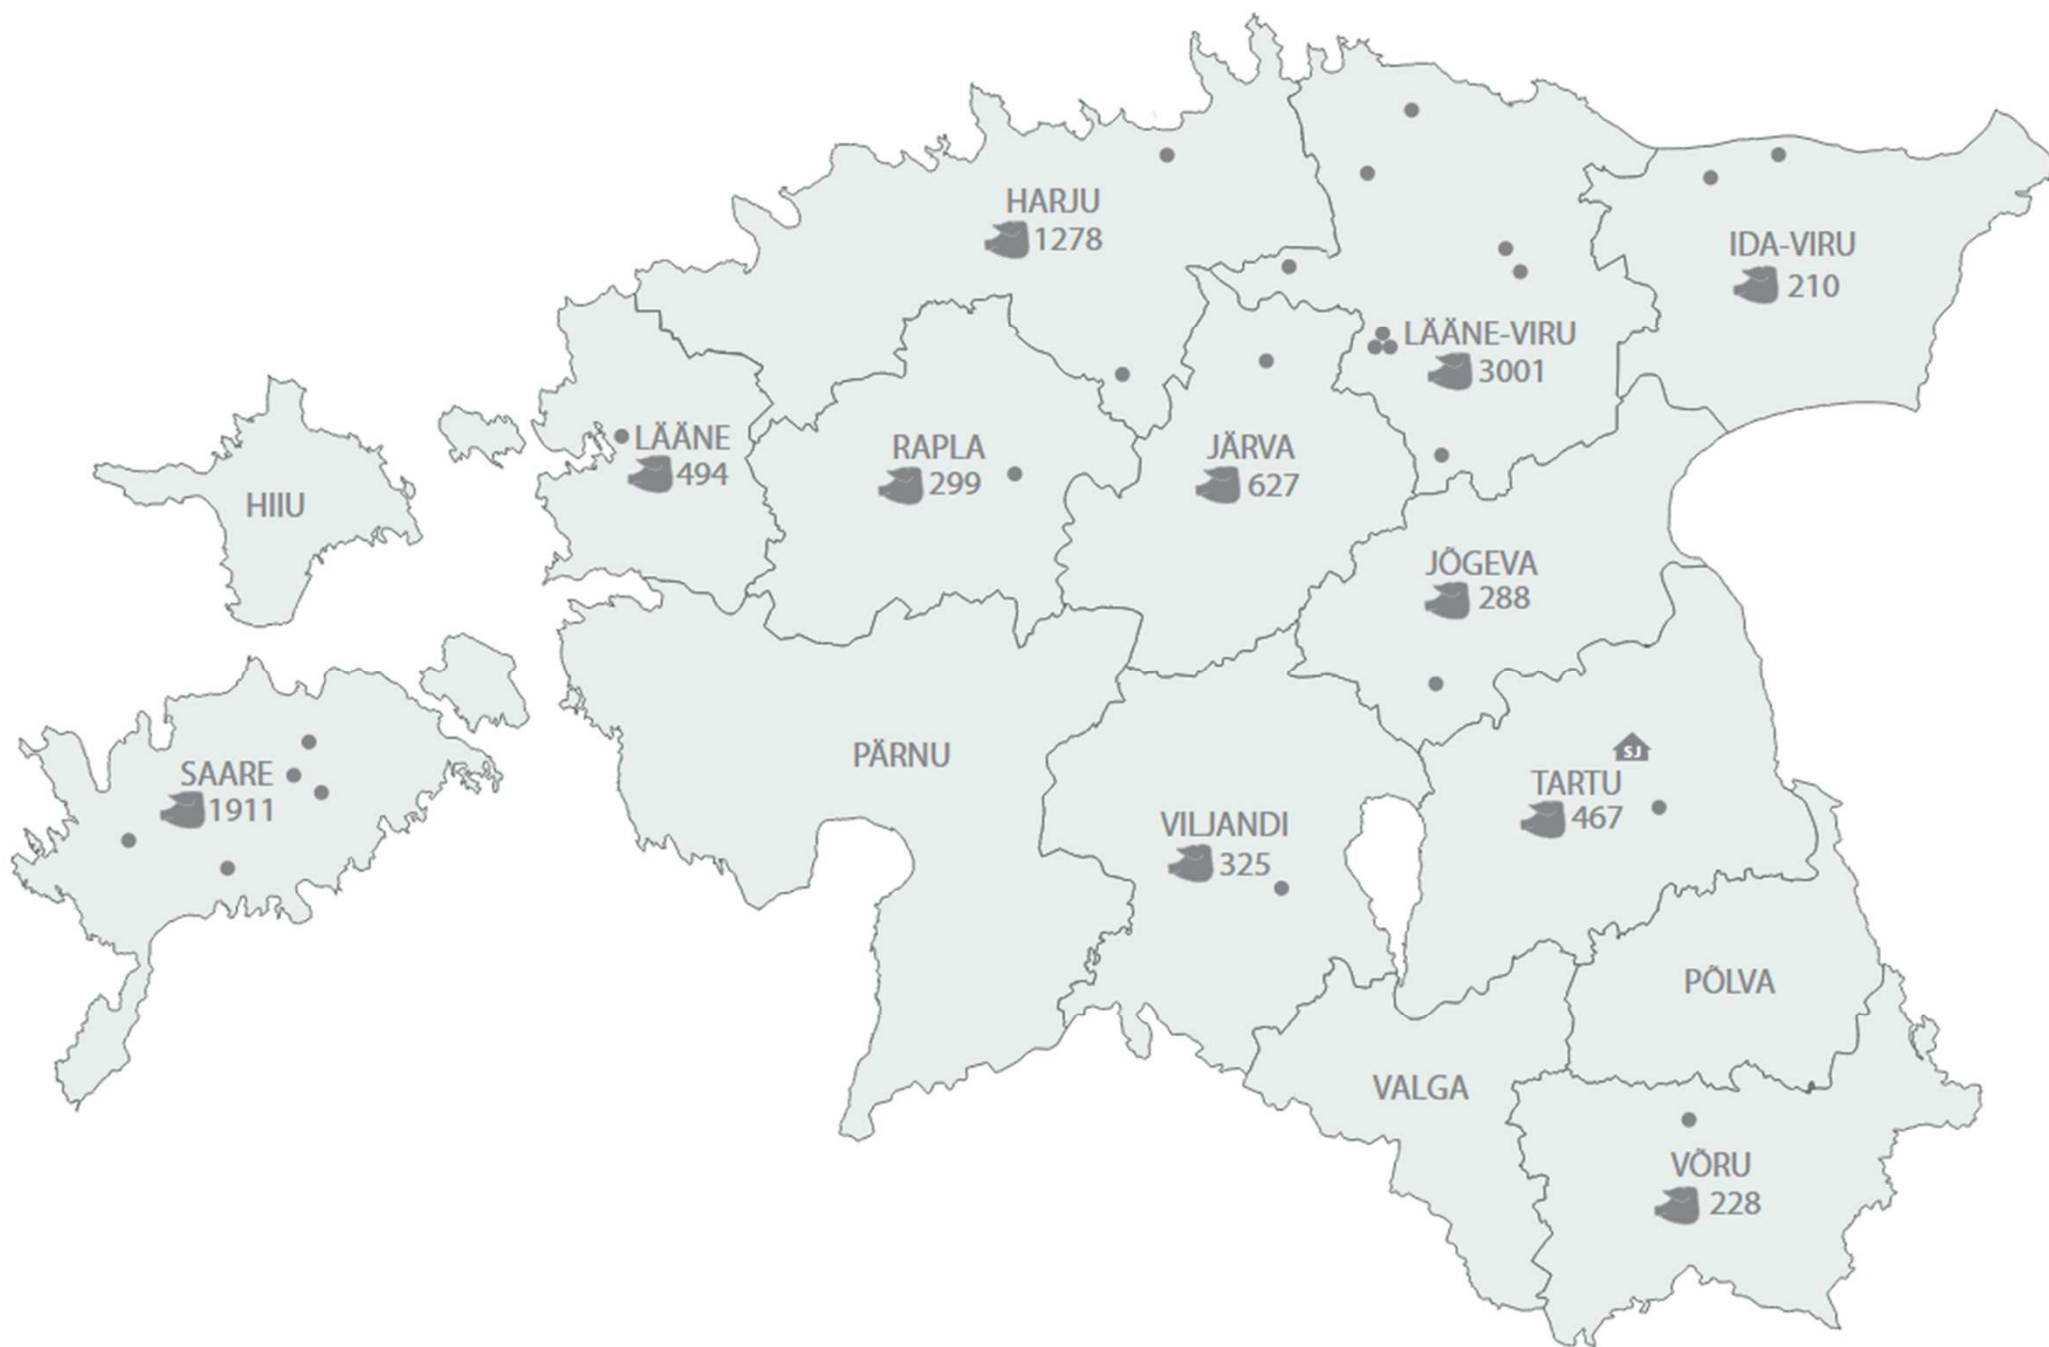 HARJU
1278
IDA-VIRU
210
LÄÄNE-VIRU
3001
LÄÄNE
494
RAPLA
299
JÄRVA
627
HIIU
JÕGEVA
288
PÄRNU
SAARE
1911
SJ
TARTU
467
VILJANDI
325
PÕLVA
VALGA
VÕRU
228